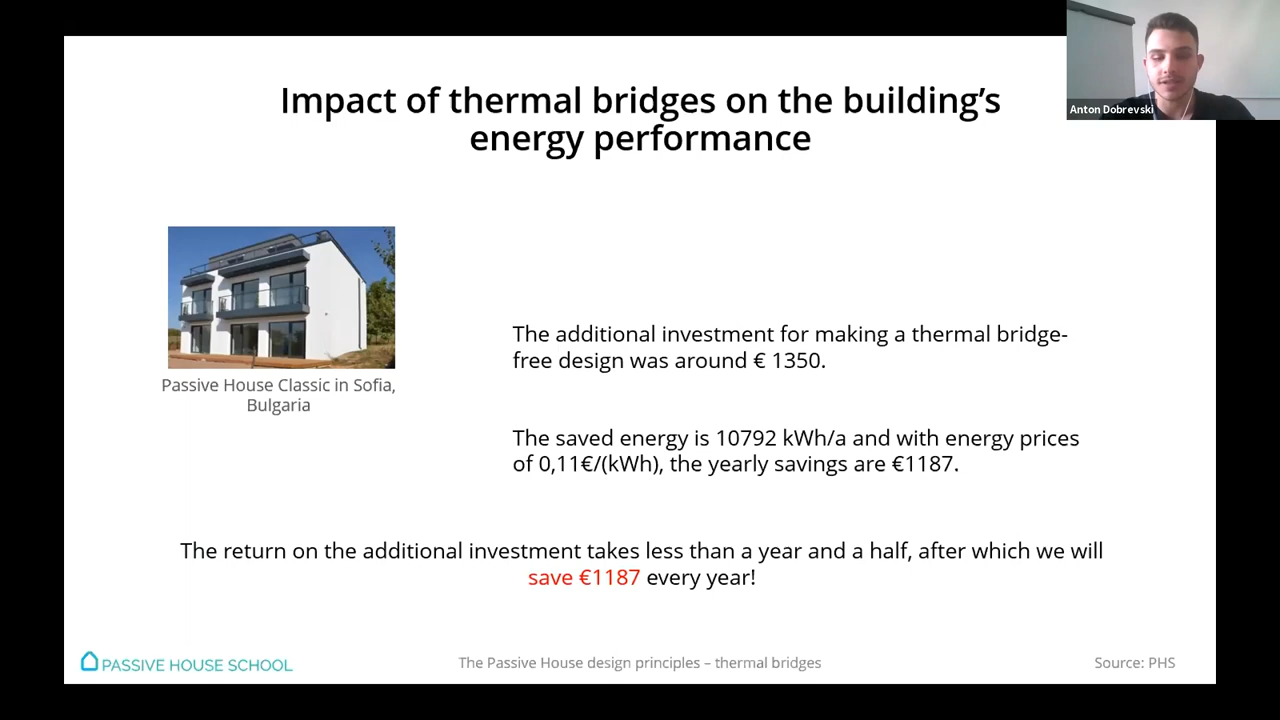 Impact of thermal bridges on the building's
energy performance
Anton Dobrevski
Passive House Classic in Sofia,
Bulgaria
The additional investment for making a thermal bridge-
free design was around € 1350.
The saved energy is 10792 kWh/a and with energy prices
of 0,11€/(kWh), the yearly savings are €1187.
The return on the additional investment takes less than a year and a half, after which we will
save €1187 every year!
PASSIVE HOUSE SCHOOL
The Passive House design principles – thermal bridges
Source: PHS